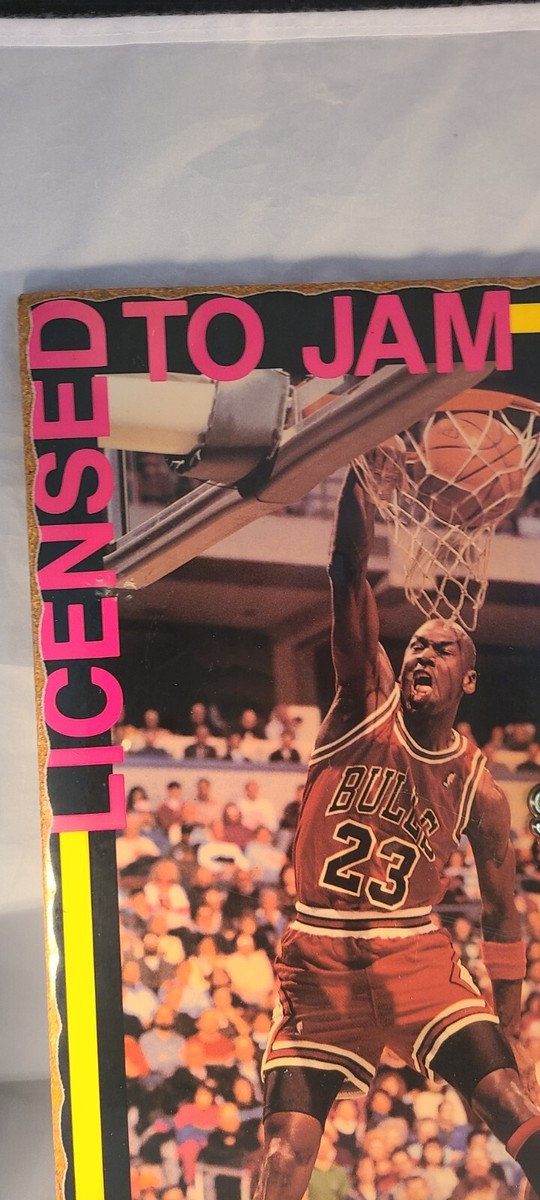 LICENSED
TO JAM
BULLS
23